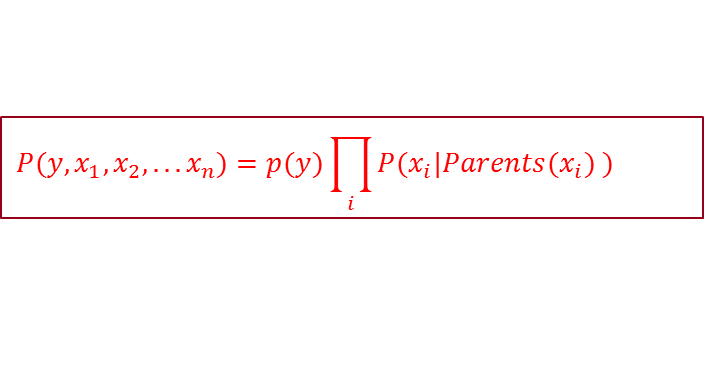 P(y, x₁, x₂, ... xₙ) = p(y) ∏ᵢ P(xᵢ|Parents(xᵢ) )